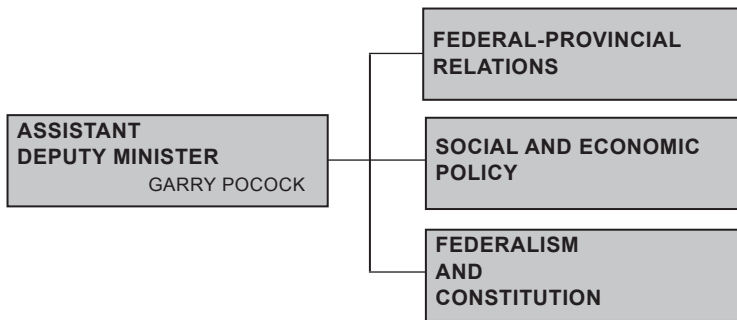 ASSISTANT
DEPUTY MINISTER
GARRY POCOCK
FEDERAL-PROVINCIAL
RELATIONS
SOCIAL AND ECONOMIC
POLICY
FEDERALISM
AND
CONSTITUTION